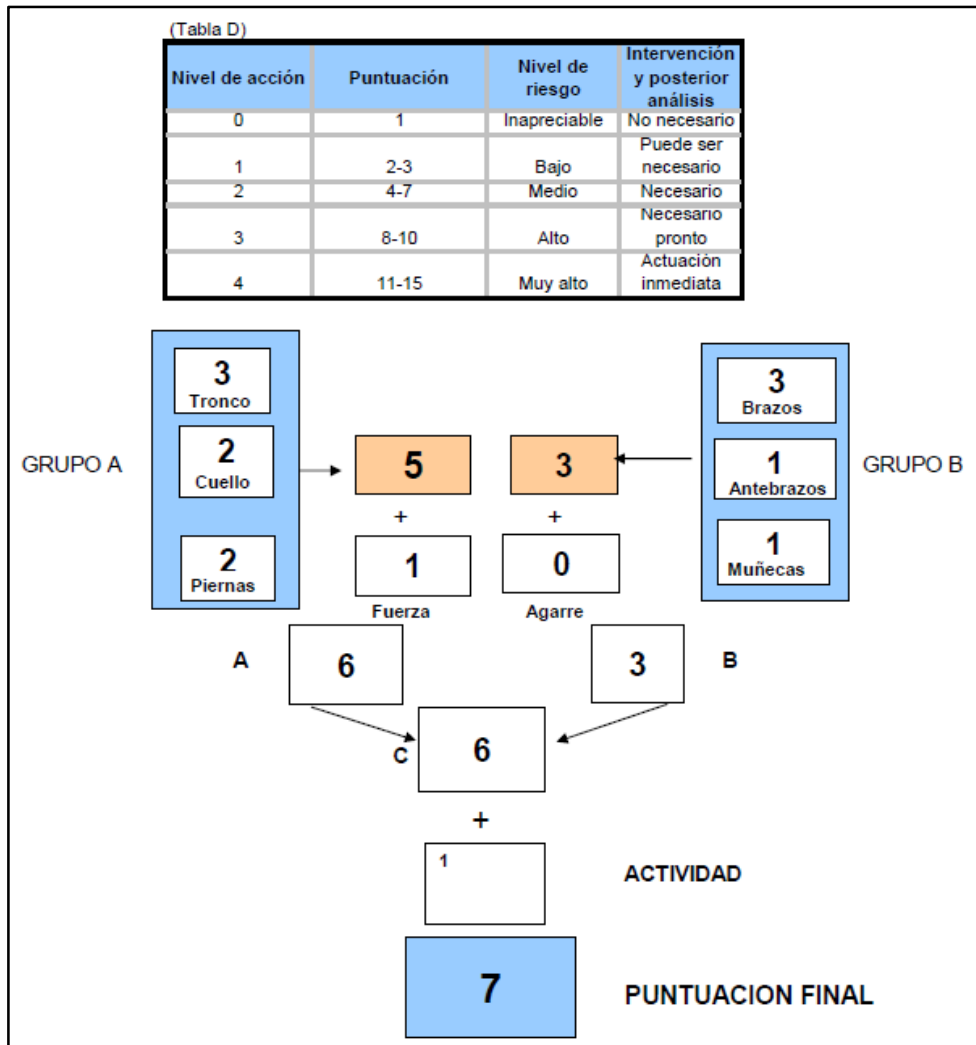 (Tabla D)
Nivel de acción Puntuación Nivel de riesgo Intervención y posterior análisis
0 1 Inapreciable No necesario
1 2-3 Bajo Puede ser necesario
2 4-7 Medio Necesario
3 8-10 Alto Necesario pronto
4 11-15 Muy alto Actuación inmediata
GRUPO A
3
Tronco
2
Cuello
2
Piernas
5
+
1
Fuerza
3
+
0
Agarre
GRUPO B
3
Brazos
1
Antebrazos
1
Muñecas
A
6
3
B
C
6
+
1
ACTIVIDAD
7
PUNTUACION FINAL